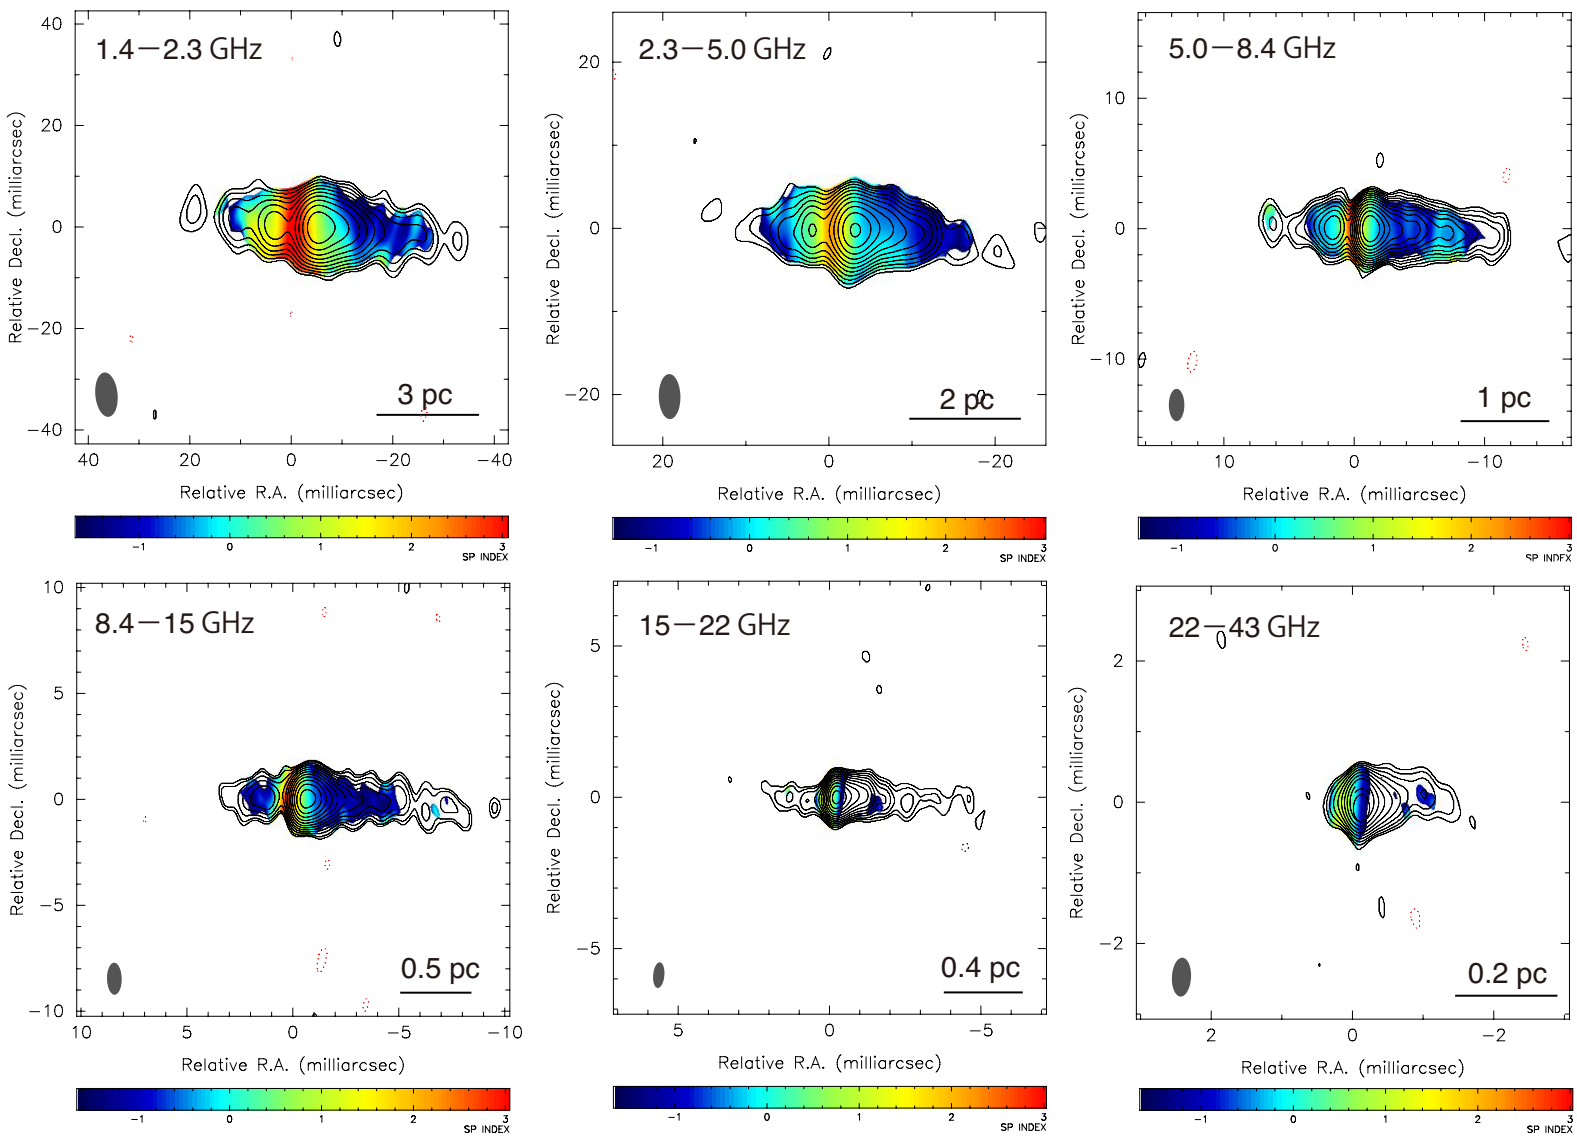 1.4−2.3 GHz
Relative Decl. (milliarcsec)
40
20
0
−20
−40
3 pc
40 20 0 −20 −40
Relative R.A. (milliarcsec)
−1 0 1 2 3
SP INDEX
2.3−5.0 GHz
Relative Decl. (milliarcsec)
20
0
−20
2 pc
20 0 −20
Relative R.A. (milliarcsec)
−1 0 1 2 3
SP INDEX
5.0−8.4 GHz
Relative Decl. (milliarcsec)
10
0
−10
1 pc
10 0 −10
Relative R.A. (milliarcsec)
−1 0 1 2 3
SP INDEX
8.4−15 GHz
Relative Decl. (milliarcsec)
10
5
0
−5
−10
0.5 pc
10 5 0 −5 −10
Relative R.A. (milliarcsec)
−1 0 1 2 3
SP INDEX
15−22 GHz
Relative Decl. (milliarcsec)
5
0
−5
0.4 pc
5 0 −5
Relative R.A. (milliarcsec)
−1 0 1 2 3
SP INDEX
22−43 GHz
Relative Decl. (milliarcsec)
2
0
−2
0.2 pc
2 0 −2
Relative R.A. (milliarcsec)
−1 0 1 2 3
SP INDEX